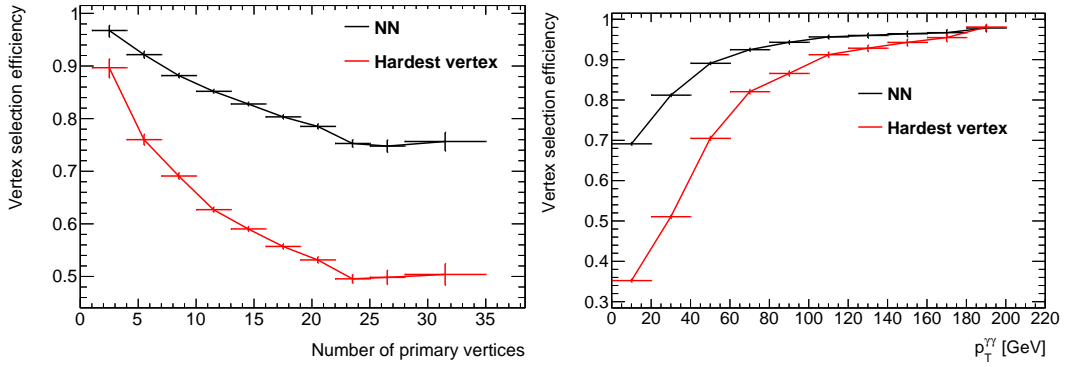 Vertex selection efficiency
1
0.9
0.8
0.7
0.6
0.5
NN
Hardest vertex
0 5 10 15 20 25 30 35
Number of primary vertices
Vertex selection efficiency
1
0.9
0.8
0.7
0.6
0.5
0.4
0.3
NN
Hardest vertex
0 20 40 60 80 100 120 140 160 180 200 220
p_T^γγ [GeV]